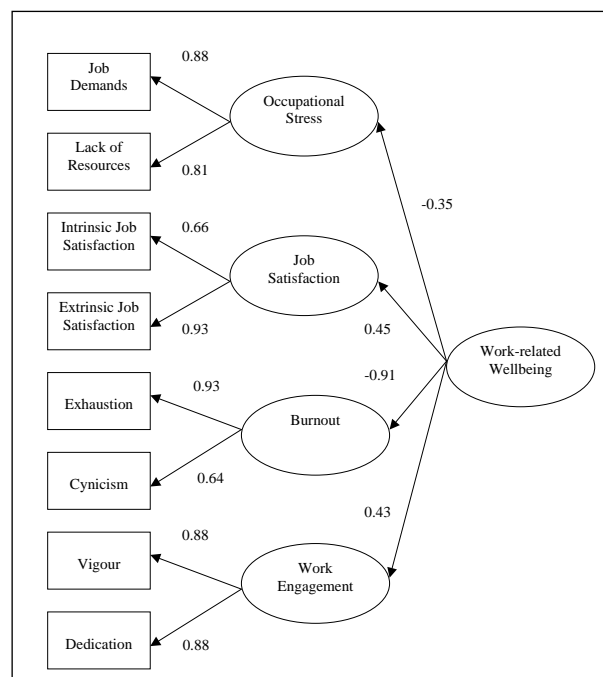 Job
Demands
0.88
Occupational
Stress
Lack of
Resources
0.81
-0.35
Intrinsic Job
Satisfaction
0.66
Job
Satisfaction
Extrinsic Job
Satisfaction
0.93
0.45
Work-related
Wellbeing
-0.91
Exhaustion
0.93
Burnout
Cynicism
0.64
0.43
Vigour
0.88
Work
Engagement
Dedication
0.88